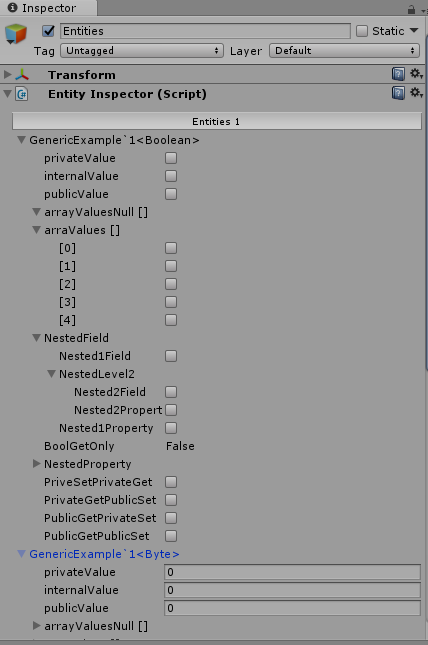 Inspector
Entities Static
Tag Untagged Layer Default
Transform
Entity Inspector (Script)
Entities 1
GenericExample`1<Boolean>
privateValue
internalValue
publicValue
arrayValuesNull []
arraValues []
[0]
[1]
[2]
[3]
[4]
NestedField
Nested1Field
NestedLevel2
Nested2Field
Nested2Propert
Nested1Property
BoolGetOnly False
NestedProperty
PriveSetPrivateGet
PrivateGetPublicSet
PublicGetPrivateSet
PublicGetPublicSet
GenericExample`1<Byte>
privateValue 0
internalValue 0
publicValue 0
arrayValuesNull []